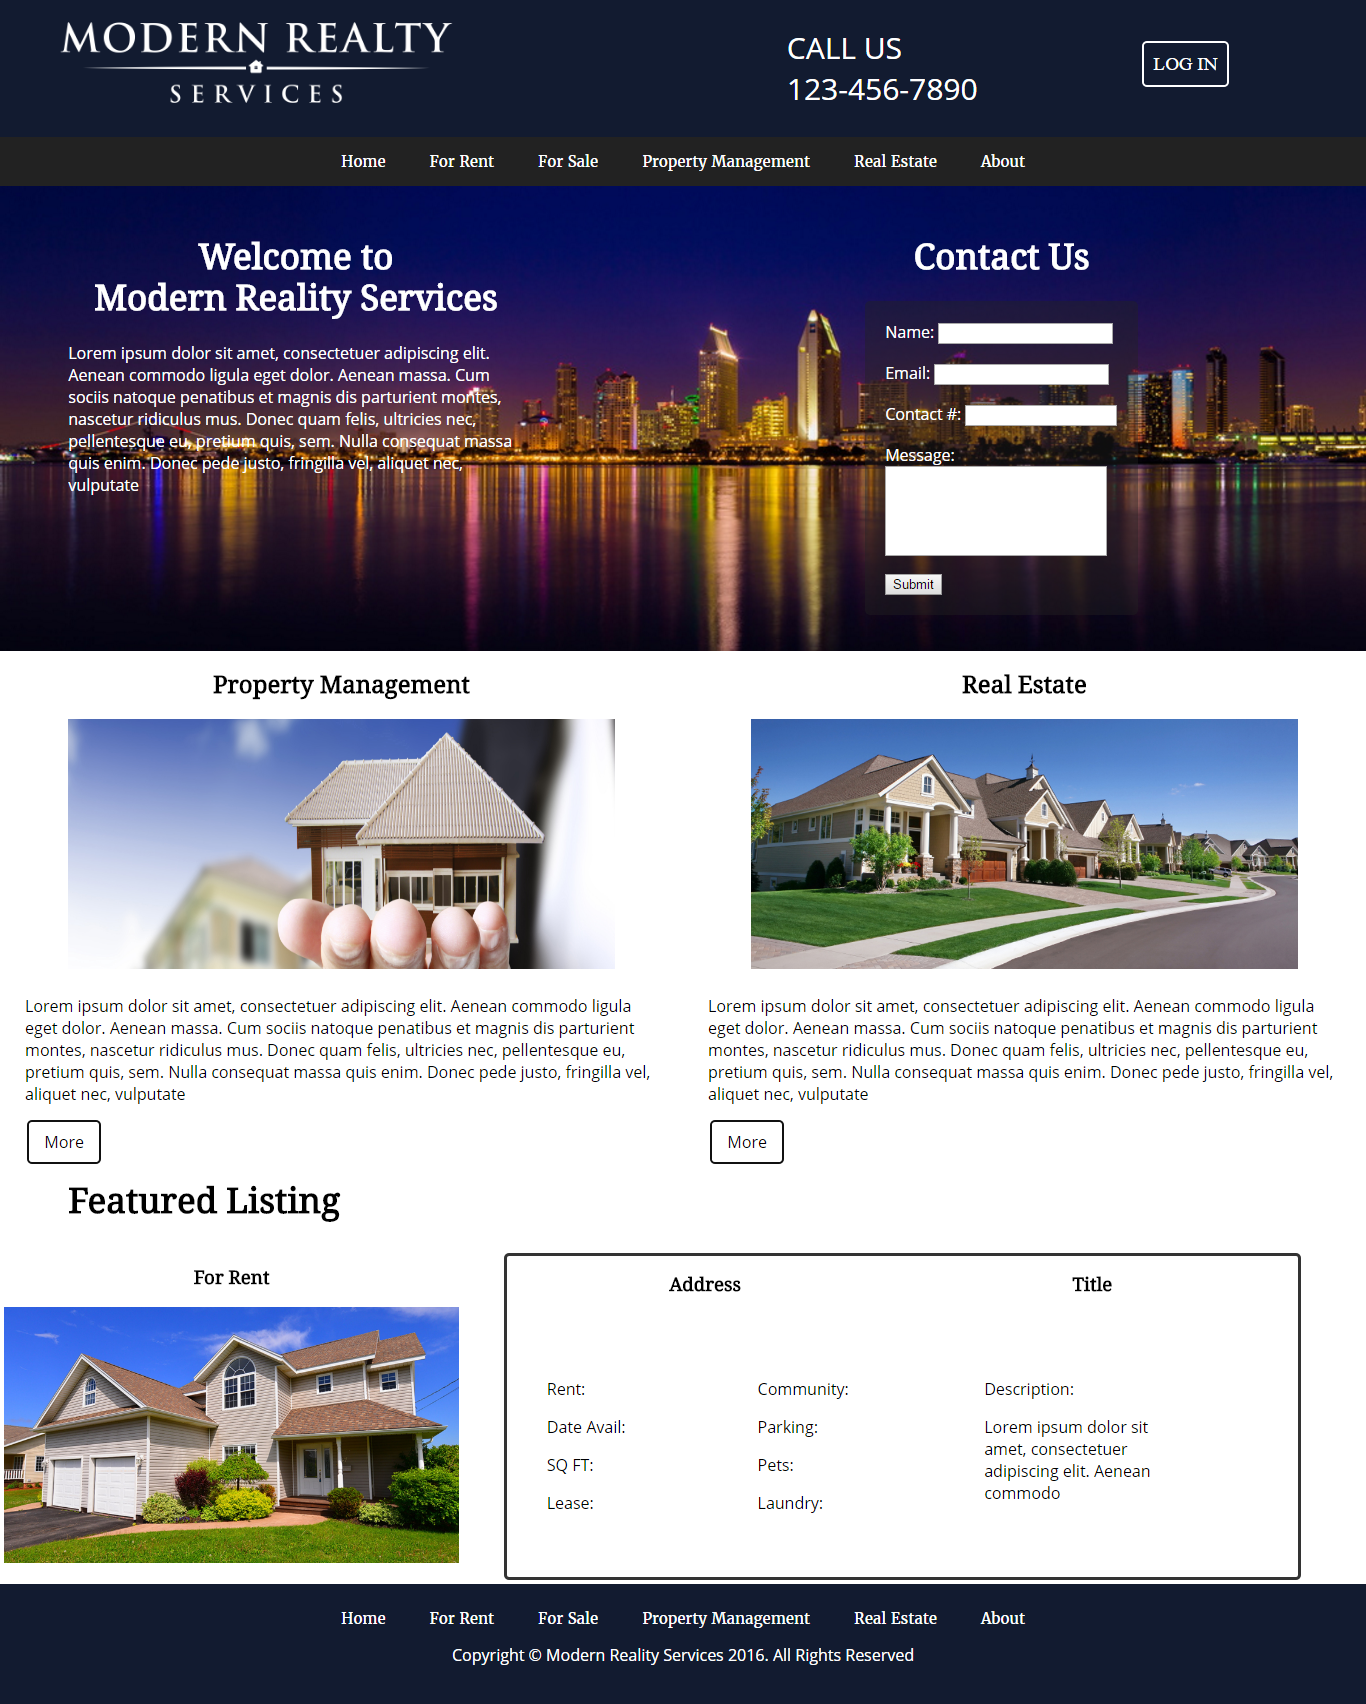 MODERN REALTY
SERVICES
CALL US
123-456-7890
LOG IN
Home For Rent For Sale Property Management Real Estate About
Welcome to
Modern Reality Services
Lorem ipsum dolor sit amet, consectetuer adipiscing elit.
Aenean commodo ligula eget dolor. Aenean massa. Cum
sociis natoque penatibus et magnis dis parturient montes,
nascetur ridiculus mus. Donec quam felis, ultricies nec,
pellentesque eu, pretium quis, sem. Nulla consequat massa
quis enim. Donec pede justo, fringilla vel, aliquet nec,
vulputate
Contact Us
Name:
Email:
Contact #:
Message:
Submit
Property Management
Lorem ipsum dolor sit amet, consectetuer adipiscing elit. Aenean commodo ligula
eget dolor. Aenean massa. Cum sociis natoque penatibus et magnis dis parturient
montes, nascetur ridiculus mus. Donec quam felis, ultricies nec, pellentesque eu,
pretium quis, sem. Nulla consequat massa quis enim. Donec pede justo, fringilla vel,
aliquet nec, vulputate
More
Real Estate
Lorem ipsum dolor sit amet, consectetuer adipiscing elit. Aenean commodo ligula
eget dolor. Aenean massa. Cum sociis natoque penatibus et magnis dis parturient
montes, nascetur ridiculus mus. Donec quam felis, ultricies nec, pellentesque eu,
pretium quis, sem. Nulla consequat massa quis enim. Donec pede justo, fringilla vel,
aliquet nec, vulputate
More
Featured Listing
For Rent
Address
Title
Rent:
Date Avail:
SQ FT:
Lease:
Community:
Parking:
Pets:
Laundry:
Description:
Lorem ipsum dolor sit
amet, consectetuer
adipiscing elit. Aenean
commodo
Home For Rent For Sale Property Management Real Estate About
Copyright © Modern Reality Services 2016. All Rights Reserved